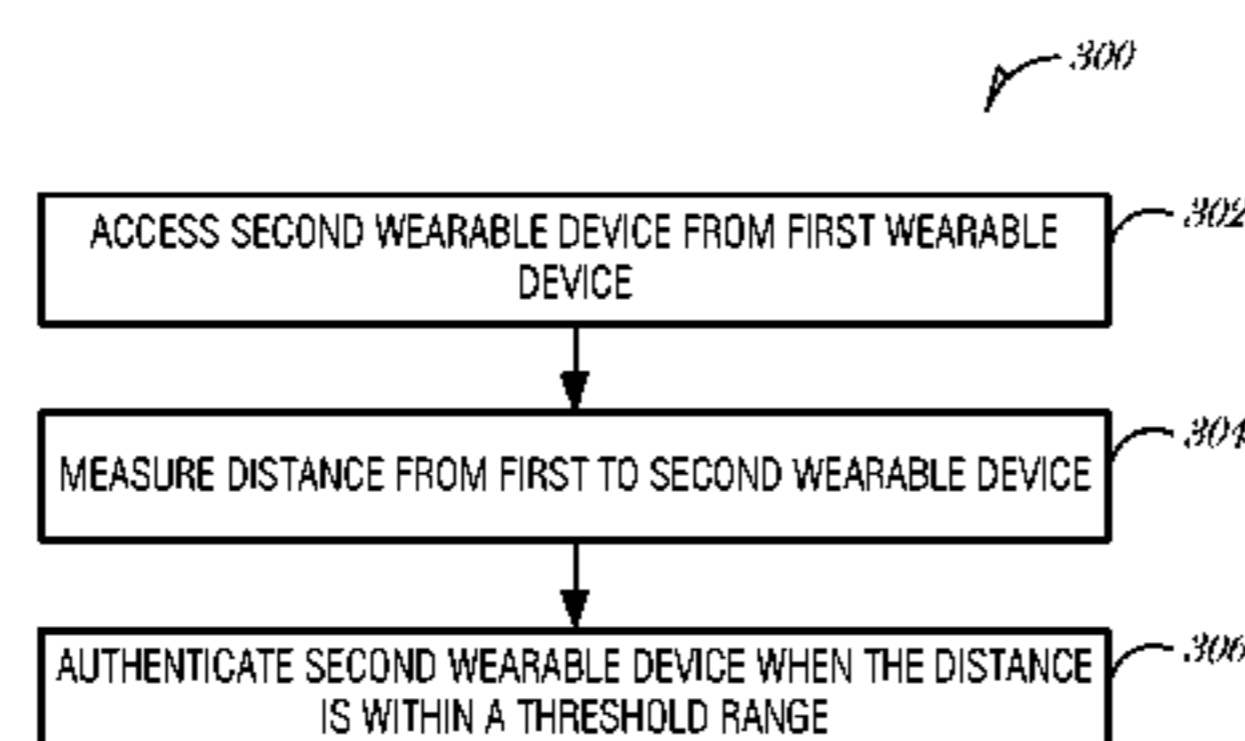 300
ACCESS SECOND WEARABLE DEVICE FROM FIRST WEARABLE
DEVICE
302
MEASURE DISTANCE FROM FIRST TO SECOND WEARABLE DEVICE
304
AUTHENTICATE SECOND WEARABLE DEVICE WHEN THE DISTANCE
IS WITHIN A THRESHOLD RANGE
306